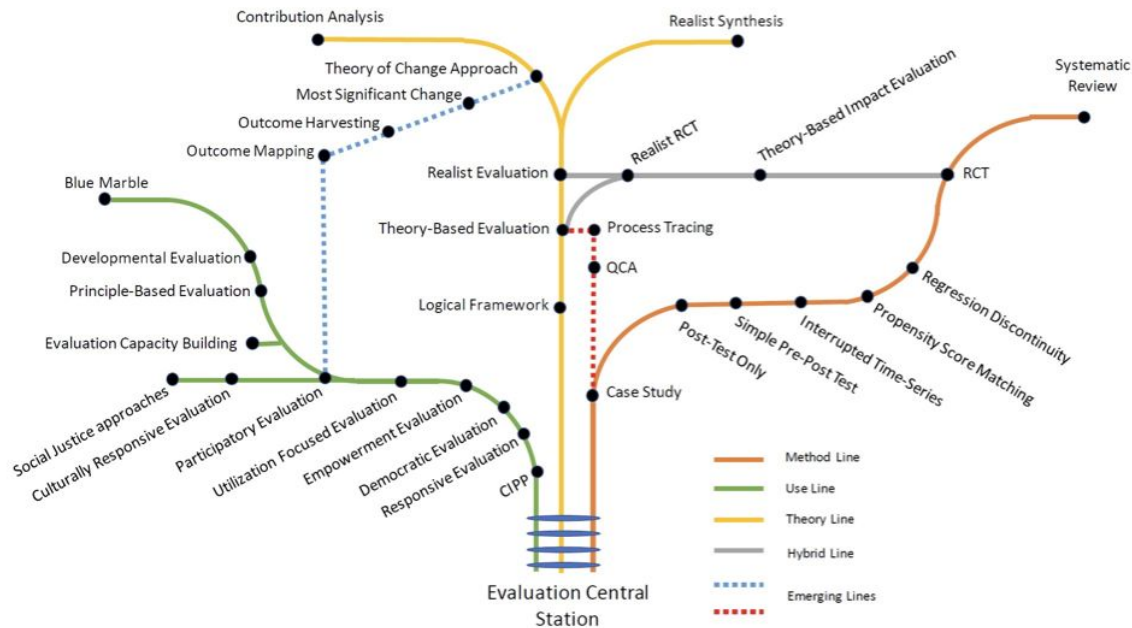 Contribution Analysis
Realist Synthesis
Theory of Change Approach
Systematic
Review
Most Significant Change
Theory-Based Impact Evaluation
Outcome Harvesting
Realist RCT
Outcome Mapping
Blue Marble
Realist Evaluation
RCT
Theory-Based Evaluation
Process Tracing
Developmental Evaluation
QCA
Principle-Based Evaluation
Logical Framework
Regression Discontinuity
Propensity Score Matching
Interrupted Time-Series
Simple Pre-Post Test
Post-Test Only
Evaluation Capacity Building
Case Study
Social Justice approaches
Culturally Responsive Evaluation
Participatory Evaluation
Utilization Focused Evaluation
Empowerment Evaluation
Democratic Evaluation
Responsive Evaluation
CIPP
Method Line
Use Line
Theory Line
Hybrid Line
Emerging Lines
Evaluation Central
Station